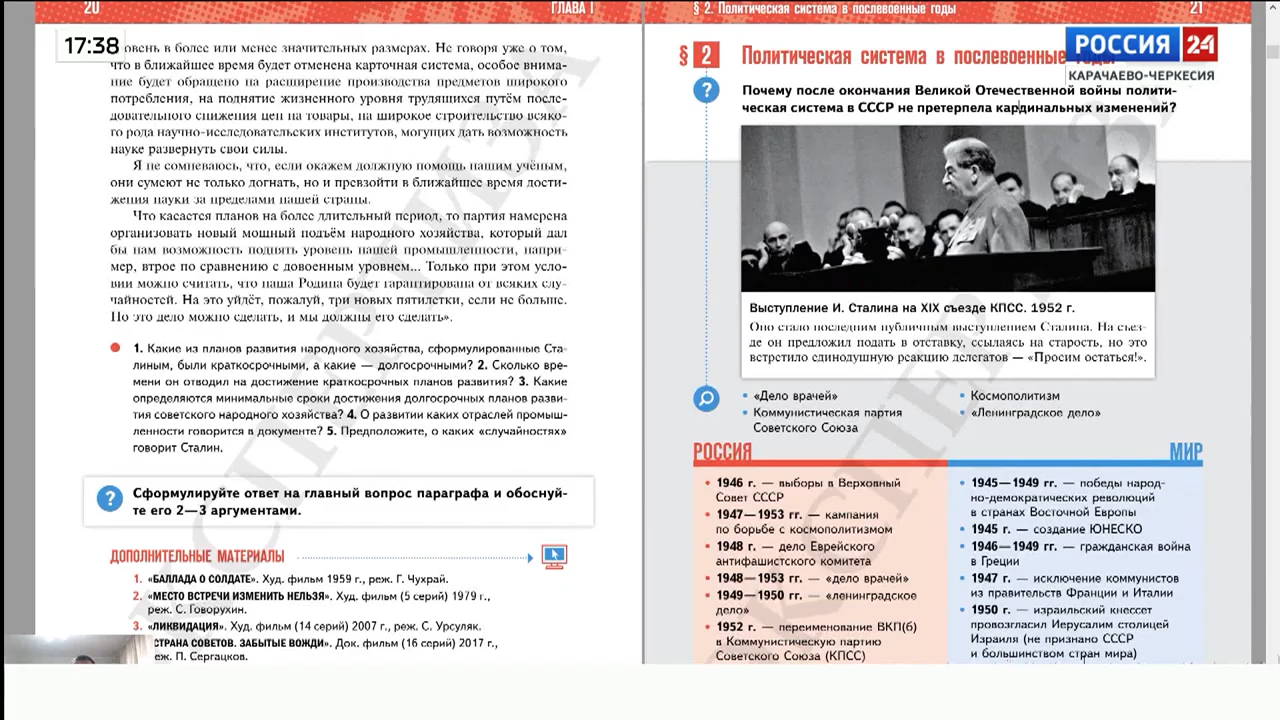 20
ГЛАВА I
17:38
овень в более или менее значительных размерах. Не говоря уже о том,
что в ближайшее время будет отменена карточная система, особое внима-
ние будет обращено на расширение производства предметов широкого
потребления, на поднятие жизненного уровня трудящихся путём после-
довательного снижения цен на товары, на широкое строительство всяко-
го рода научно-исследовательских институтов, могущих дать возможность
науке развернуть свои силы.
Я не сомневаюсь, что, если окажем должную помощь нашим учёным,
они сумеют не только догнать, но и превзойти в ближайшее время дости-
жения науки за пределами нашей страны.
Что касается планов на более длительный период, то партия намерена
организовать новый мощный подъём народного хозяйства, который дал
бы нам возможность поднять уровень нашей промышленности, напри-
мер, втрое по сравнению с довоенным уровнем... Только при этом усло-
вии можно считать, что наша Родина будет гарантирована от всяких слу-
чайностей. На это уйдёт, пожалуй, три новых пятилетки, если не больше.
Но это дело можно сделать, и мы должны его сделать».
1. Какие из планов развития народного хозяйства, сформулированные Ста-
линым, были краткосрочными, а какие — долгосрочными? 2. Сколько вре-
мени он отводил на достижение краткосрочных планов развития? 3. Какие
определяются минимальные сроки достижения долгосрочных планов разви-
тия советского народного хозяйства? 4. О развитии каких отраслей промыш-
ленности говорится в документе? 5. Предположите, о каких «случайностях»
говорит Сталин.
? Сформулируйте ответ на главный вопрос параграфа и обоснуй-
те его 2—3 аргументами.
ДОПОЛНИТЕЛЬНЫЕ МАТЕРИАЛЫ
1. «БАЛЛАДА О СОЛДАТЕ». Худ. фильм 1959 г., реж. Г. Чухрай.
2. «МЕСТО ВСТРЕЧИ ИЗМЕНИТЬ НЕЛЬЗЯ». Худ. фильм (5 серий) 1979 г.,
реж. С. Говорухин.
3. «ЛИКВИДАЦИЯ». Худ. фильм (14 серий) 2007 г., реж. С. Урсуляк.
СТРАНА СОВЕТОВ. ЗАБЫТЫЕ ВОЖДИ». Док. фильм (16 серий) 2017 г.,
еж. П. Сергацков.
ЭКСПЕРТИЗА
§ 2. Политическая система в послевоенные годы
21
§ 2 Политическая система в послевоенные годы
РОССИЯ 24
КАРАЧАЕВО-ЧЕРКЕСИЯ
? Почему после окончания Великой Отечественной войны полити-
ческая система в СССР не претерпела кардинальных изменений?
Выступление И. Сталина на XIX съезде КПСС. 1952 г.
Оно стало последним публичным выступлением Сталина. На съез-
де он предложил подать в отставку, ссылаясь на старость, но это
встретило единодушную реакцию делегатов — «Просим остаться!».
• «Дело врачей»
• Коммунистическая партия
Советского Союза
• Космополитизм
• «Ленинградское дело»
РОССИЯ
• 1946 г. — выборы в Верховный
Совет СССР
• 1947—1953 гг. — кампания
по борьбе с космополитизмом
• 1948 г. — дело Еврейского
антифашистского комитета
• 1948—1953 гг. — «дело врачей»
• 1949—1950 гг. — «ленинградское
дело»
• 1952 г. — переименование ВКП(б)
в Коммунистическую партию
Советского Союза (КПСС)
МИР
• 1945—1949 гг. — победы народ-
но-демократических революций
в странах Восточной Европы
• 1945 г. — создание ЮНЕСКО
• 1946—1949 гг. — гражданская война
в Греции
• 1947 г. — исключение коммунистов
из правительств Франции и Италии
• 1950 г. — израильский кнессет
провозгласил Иерусалим столицей
Израиля (не признано СССР
и большинством стран мира)
ЭКСПЕРТИЗА